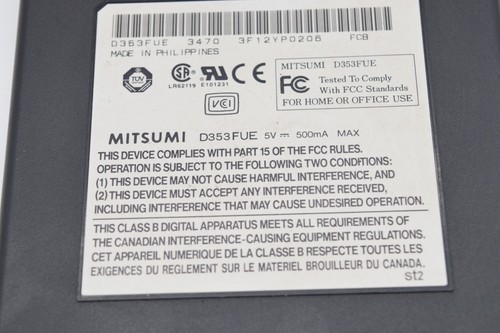 D353FUE 3470 3F12YP0206 FCB
MADE IN PHILIPPINES
TÜV
LR62119 E101231
CE
VCI
MITSUMI D353FUE
FC Tested To Comply
With FCC Standards
FOR HOME OR OFFICE USE
MITSUMI D353FUE 5V ⎓ 500mA MAX
THIS DEVICE COMPLIES WITH PART 15 OF THE FCC RULES.
OPERATION IS SUBJECT TO THE FOLLOWING TWO CONDITIONS:
(1) THIS DEVICE MAY NOT CAUSE HARMFUL INTERFERENCE, AND
(2) THIS DEVICE MUST ACCEPT ANY INTERFERENCE RECEIVED,
INCLUDING INTERFERENCE THAT MAY CAUSE UNDESIRED OPERATION.
THIS CLASS B DIGITAL APPARATUS MEETS ALL REQUIREMENTS OF
THE CANADIAN INTERFERENCE-CAUSING EQUIPMENT REGULATIONS.
CET APPAREIL NUMERIQUE DE LA CLASSE B RESPECTE TOUTES LES
EXIGENCES DU REGLEMENT SUR LE MATERIEL BROUILLEUR DU CANADA.
st2